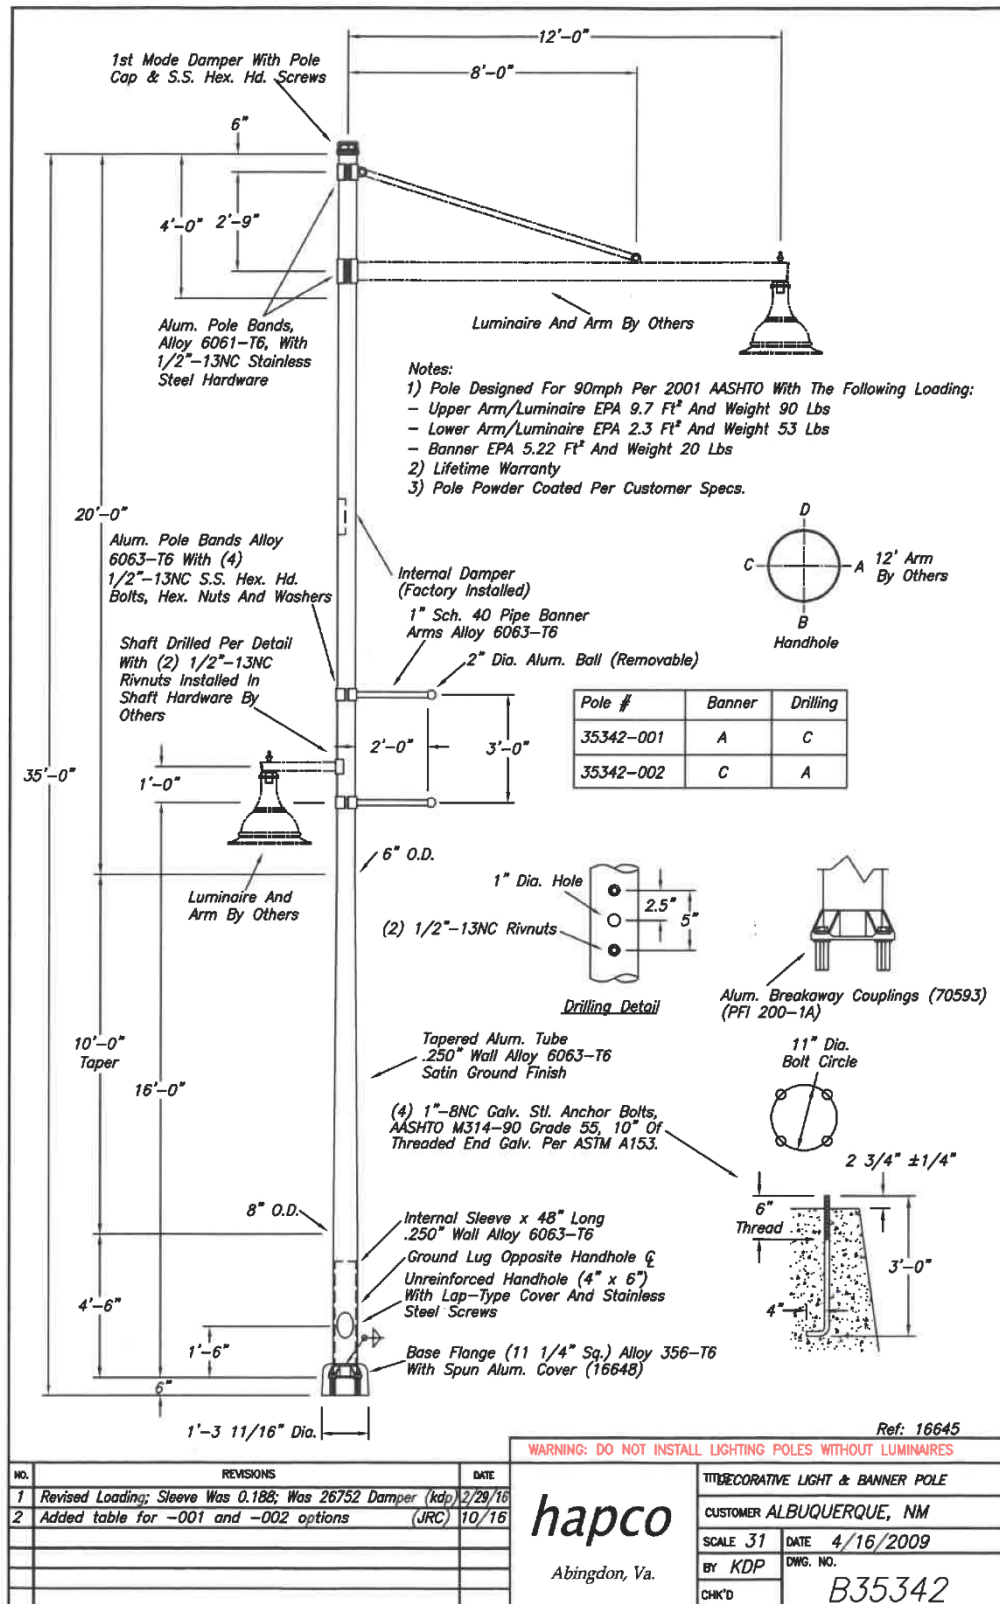 12'-0"
8'-0"
1st Mode Damper With Pole
Cap & S.S. Hex. Hd. Screws
6"
4'-0"
2'-9"
Alum. Pole Bands,
Alloy 6061-T6, With
1/2"-13NC Stainless
Steel Hardware
Luminaire And Arm By Others
Notes:
1) Pole Designed For 90mph Per 2001 AASHTO With The Following Loading:
- Upper Arm/Luminaire EPA 9.7 Ft² And Weight 90 Lbs
- Lower Arm/Luminaire EPA 2.3 Ft² And Weight 53 Lbs
- Banner EPA 5.22 Ft² And Weight 20 Lbs
2) Lifetime Warranty
3) Pole Powder Coated Per Customer Specs.
20'-0"
Alum. Pole Bands Alloy
6063-T6 With (4)
1/2"-13NC S.S. Hex. Hd.
Bolts, Hex. Nuts And Washers
Internal Damper
(Factory Installed)
D
C
A
B
12' Arm
By Others
Handhole
1" Sch. 40 Pipe Banner
Arms Alloy 6063-T6
2" Dia. Alum. Ball (Removable)
Shaft Drilled Per Detail
With (2) 1/2"-13NC
Rivnuts Installed In
Shaft Hardware By
Others
Pole # Banner Drilling
35342-001 A C
35342-002 C A
2'-0"
3'-0"
35'-0"
1'-0"
6" O.D.
Luminaire And
Arm By Others
1" Dia. Hole
2.5"
5"
(2) 1/2"-13NC Rivnuts
Drilling Detail
Alum. Breakaway Couplings (70593)
(PFI 200-1A)
10'-0"
Taper
16'-0"
Tapered Alum. Tube
.250" Wall Alloy 6063-T6
Satin Ground Finish
11" Dia.
Bolt Circle
(4) 1"-8NC Galv. Stl. Anchor Bolts,
AASHTO M314-90 Grade 55, 10" Of
Threaded End Galv. Per ASTM A153.
2 3/4" ±1/4"
6"
Thread
3'-0"
4"
8" O.D.
Internal Sleeve x 48" Long
.250" Wall Alloy 6063-T6
Ground Lug Opposite Handhole ℄
Unreinforced Handhole (4" x 6")
With Lap-Type Cover And Stainless
Steel Screws
4'-6"
1'-6"
6"
Base Flange (11 1/4" Sq.) Alloy 356-T6
With Spun Alum. Cover (16648)
1'-3 11/16" Dia.
Ref: 16645
WARNING: DO NOT INSTALL LIGHTING POLES WITHOUT LUMINAIRES
NO. REVISIONS DATE
1 Revised Loading; Sleeve Was 0.188; Was 26752 Damper (kdp) 2/29/16
2 Added table for -001 and -002 options (JRC) 10/16
hapco
Abingdon, Va.
TITLE DECORATIVE LIGHT & BANNER POLE
CUSTOMER ALBUQUERQUE, NM
SCALE 31 DATE 4/16/2009
BY KDP DWG. NO.
CHK'D B35342